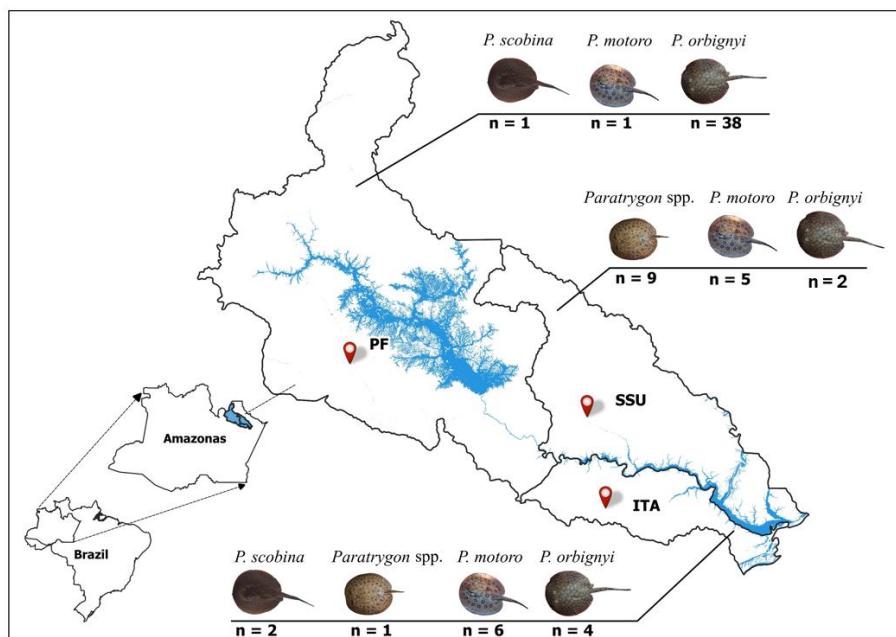 P. scobina P. motoro P. orbignyi
n = 1 n = 1 n = 38
Paratrygon spp. P. motoro P. orbignyi
n = 9 n = 5 n = 2
PF
SSU
Amazonas
ITA
Brazil
P. scobina Paratrygon spp. P. motoro P. orbignyi
n = 2 n = 1 n = 6 n = 4